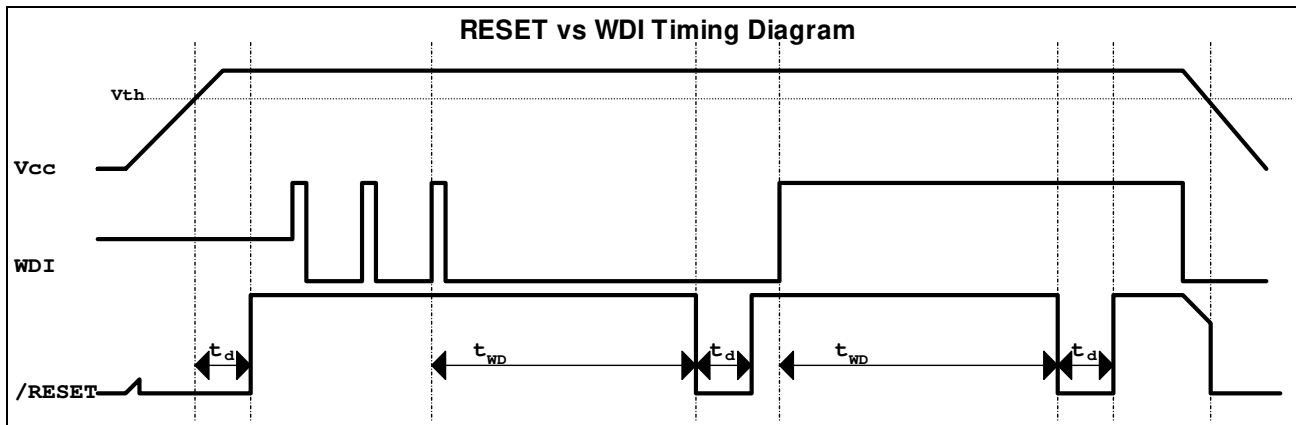 RESET vs WDI Timing Diagram
Vth
Vcc
WDI
td
tWD
td
tWD
td
/RESET